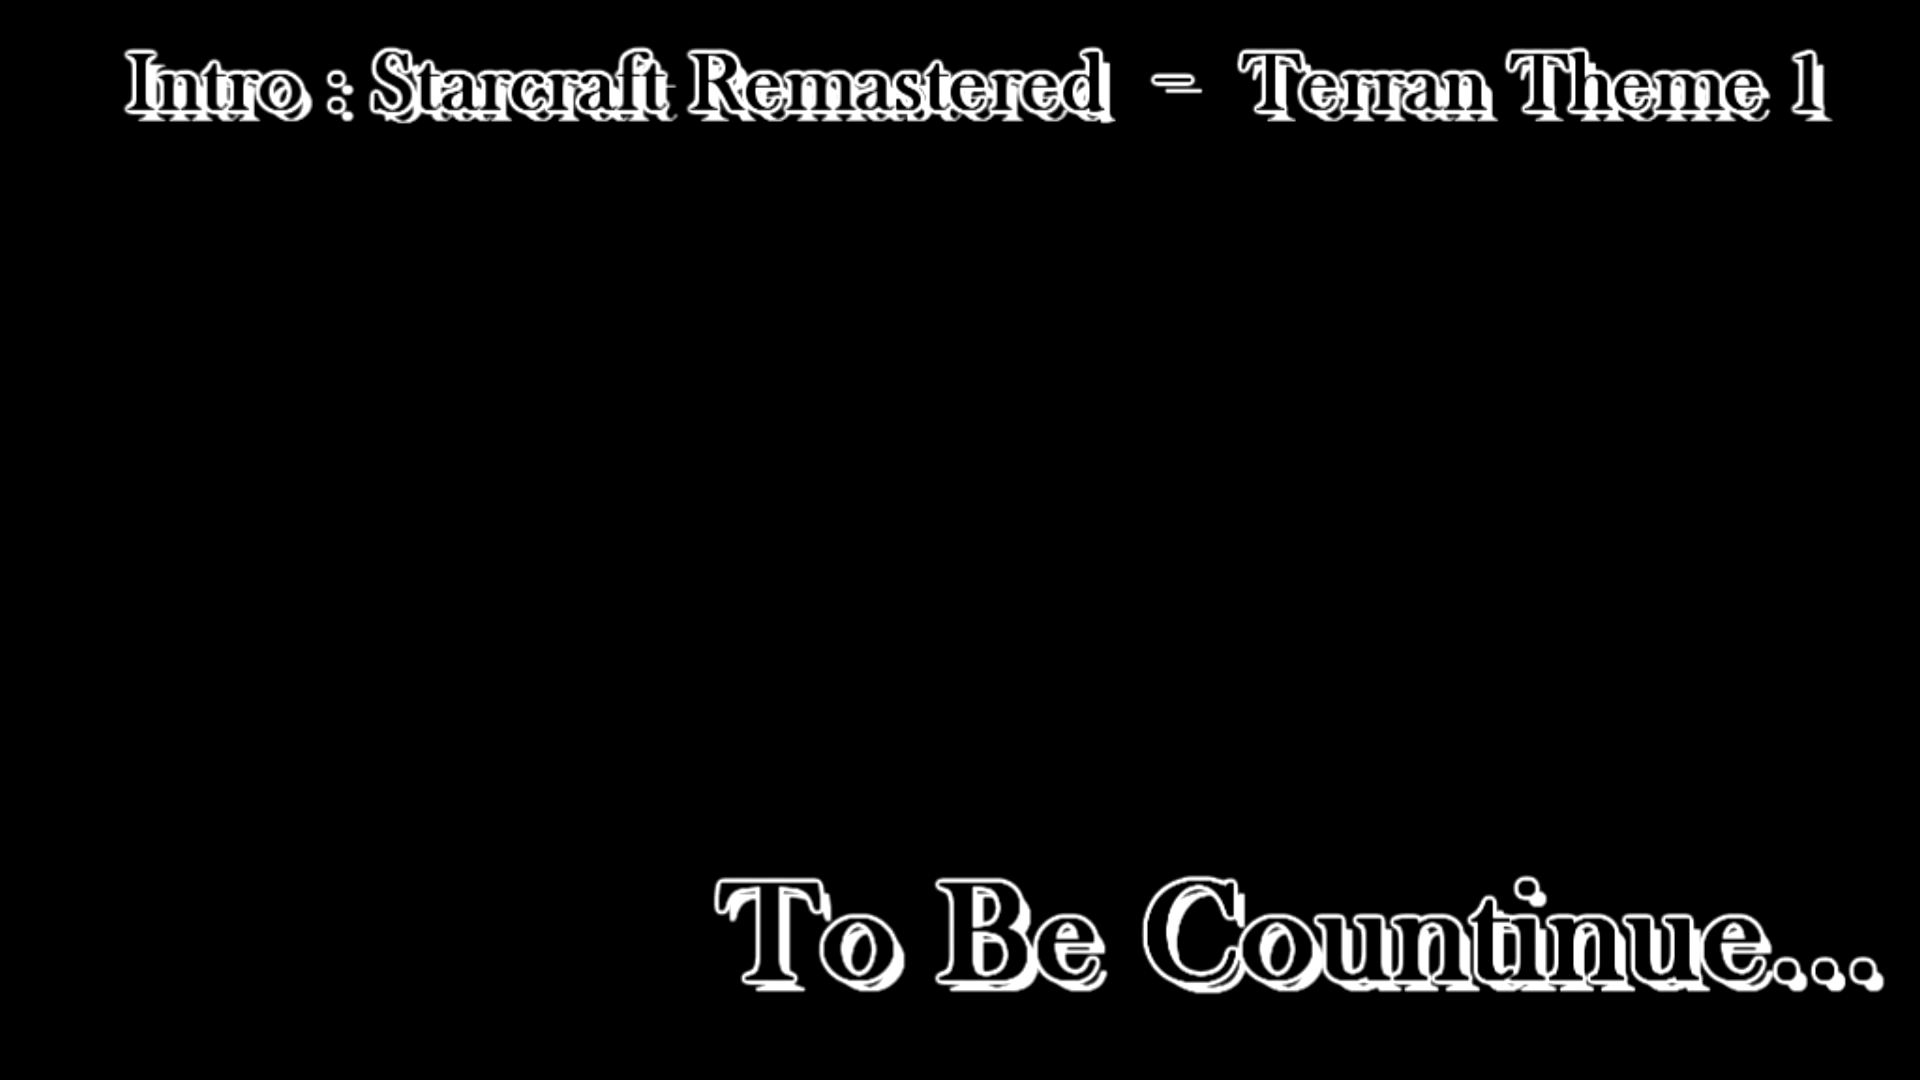 Intro : Starcraft Remastered - Terran Theme 1
To Be Countinue...